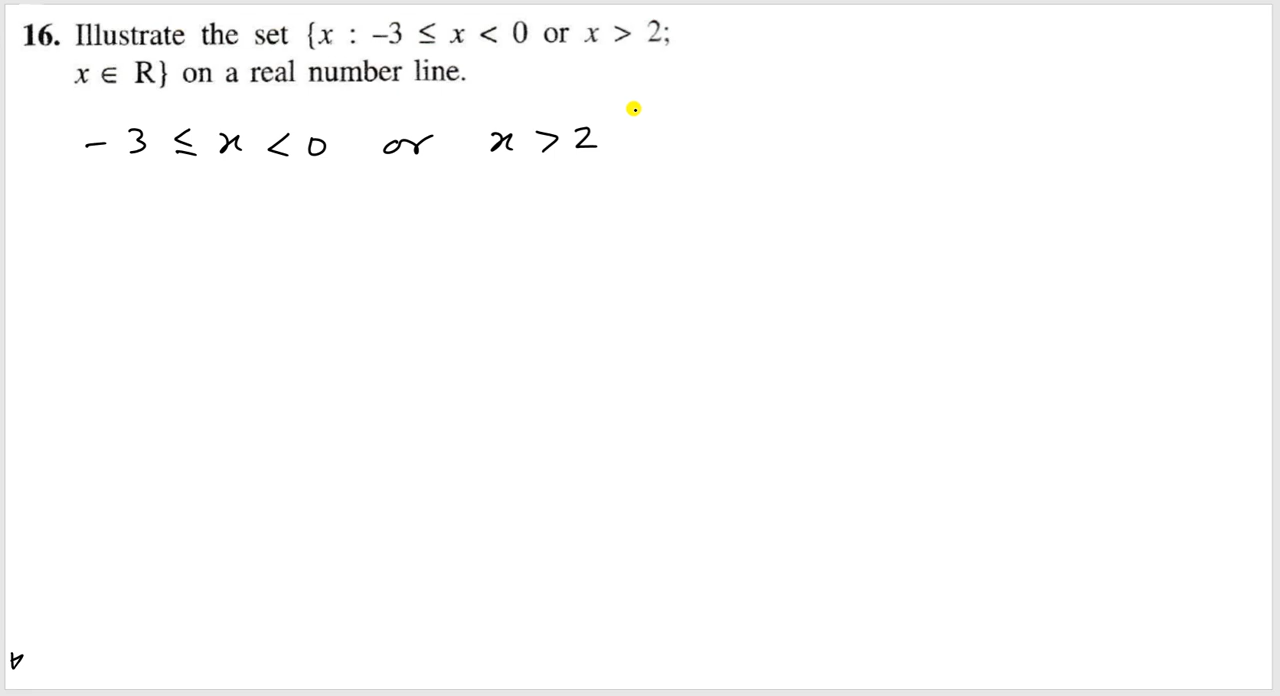 16. Illustrate the set {x : –3 ≤ x < 0 or x > 2;
x ∈ R} on a real number line.
– 3 ≤ x < 0 or x > 2